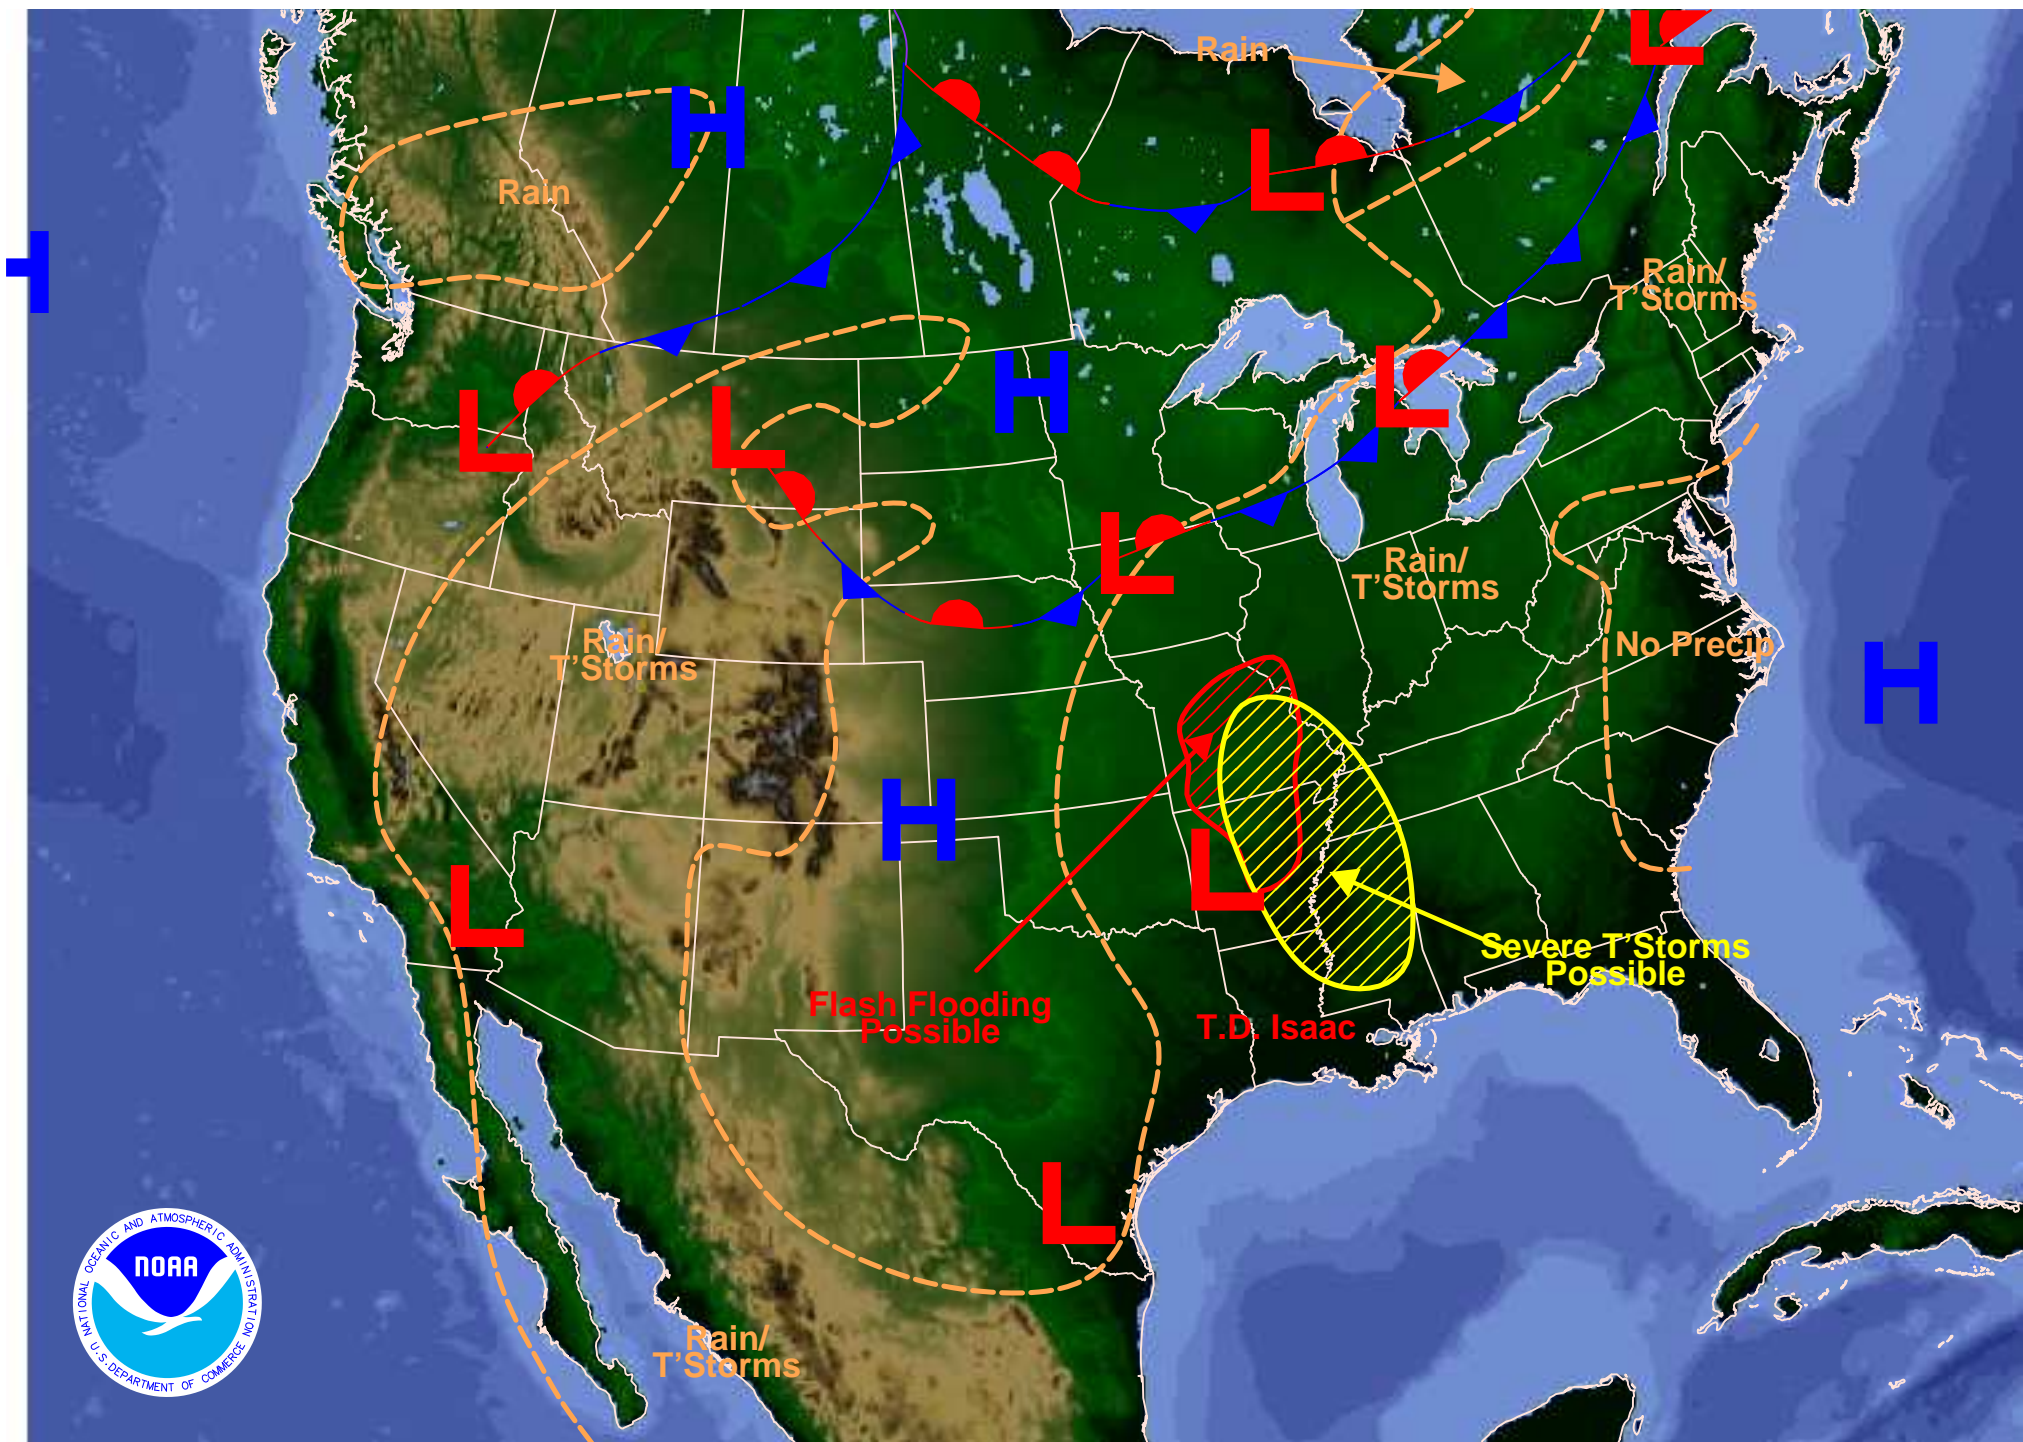 Rain
H
L
L
Rain
H
Rain/
T'Storms
H
L
L
L
L
L
Rain/
T'Storms
Rain/
T'Storms
No Precip
H
H
L
L
Severe T'Storms
Possible
Flash Flooding
Possible
T.D. Isaac
L
NATIONAL OCEANIC AND ATMOSPHERIC ADMINISTRATION
NOAA
U.S. DEPARTMENT OF COMMERCE
Rain/
T'Storms